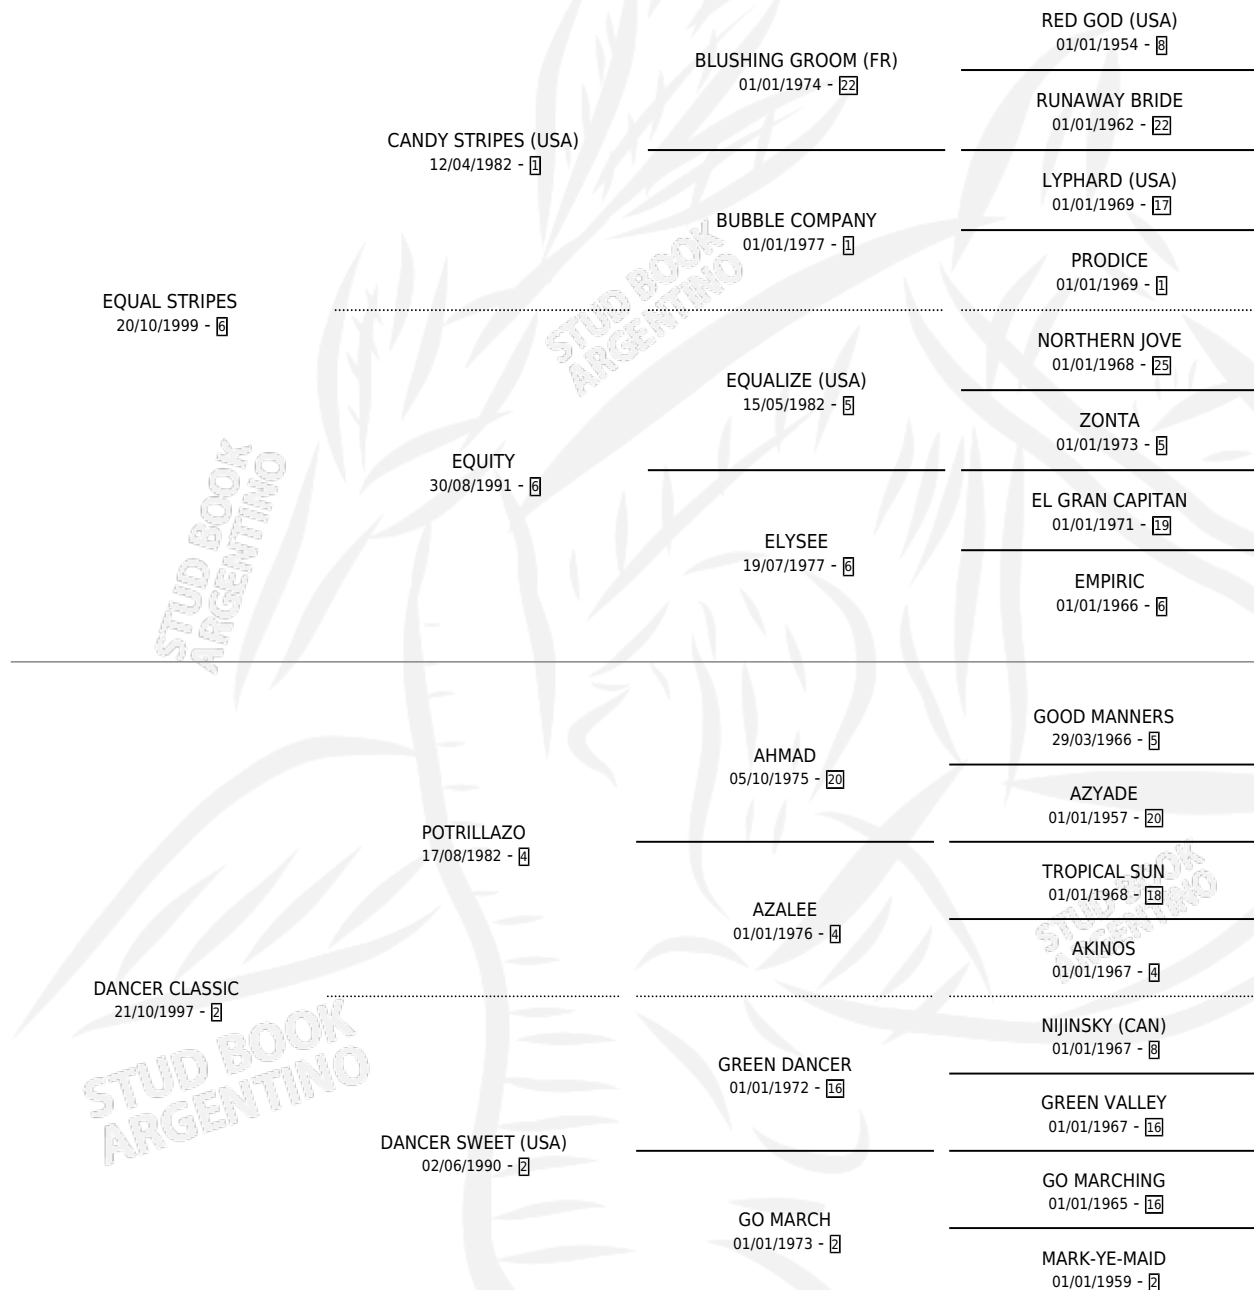 RED GOD (USA)
01/01/1954 - 8
BLUSHING GROOM (FR)
01/01/1974 - 22
RUNAWAY BRIDE
01/01/1962 - 22
CANDY STRIPES (USA)
12/04/1982 - 1
LYPHARD (USA)
01/01/1969 - 17
BUBBLE COMPANY
01/01/1977 - 1
PRODICE
01/01/1969 - 1
EQUAL STRIPES
20/10/1999 - 6
NORTHERN JOVE
01/01/1968 - 25
EQUALIZE (USA)
15/05/1982 - 5
ZONTA
01/01/1973 - 5
EQUITY
30/08/1991 - 6
EL GRAN CAPITAN
01/01/1971 - 19
ELYSEE
19/07/1977 - 6
EMPIRIC
01/01/1966 - 6
GOOD MANNERS
29/03/1966 - 5
AHMAD
05/10/1975 - 20
AZYADE
01/01/1957 - 20
POTRILLAZO
17/08/1982 - 4
TROPICAL SUN
01/01/1968 - 18
AZALEE
01/01/1976 - 4
AKINOS
01/01/1967 - 4
DANCER CLASSIC
21/10/1997 - 2
NIJINSKY (CAN)
01/01/1967 - 8
GREEN DANCER
01/01/1972 - 16
GREEN VALLEY
01/01/1967 - 16
DANCER SWEET (USA)
02/06/1990 - 2
GO MARCHING
01/01/1965 - 16
GO MARCH
01/01/1973 - 2
MARK-YE-MAID
01/01/1959 - 2
STUD BOOK
ARGENTINO
STUD BOOK
ARGENTINO
STUD BOOK
ARGENTINO
STUD BOOK
ARGENTINO